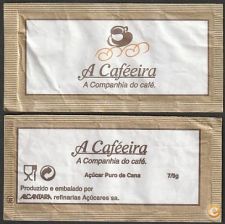 A Caféeira
A Companhia do café.
A Caféeira
A Companhia do café.
Açúcar Puro de Cana 7/8g
Produzido e embalado por
ALCANTARA refinarias Açúcares sa.